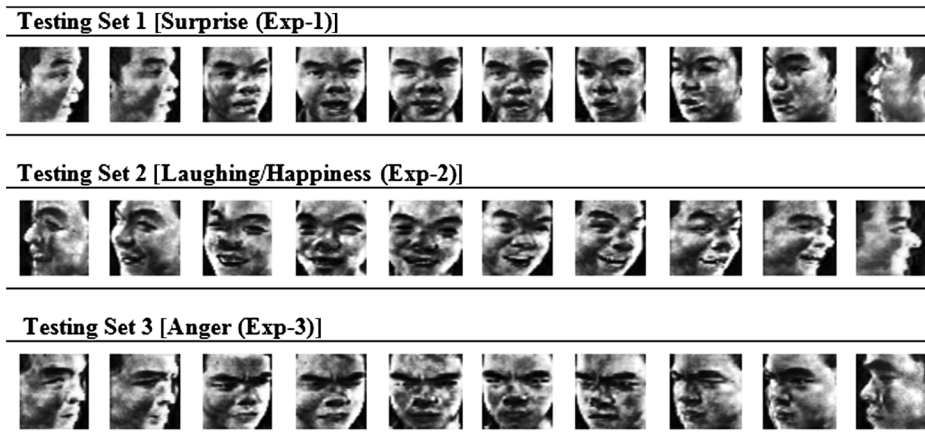 Testing Set 1 [Surprise (Exp-1)]
Testing Set 2 [Laughing/Happiness (Exp-2)]
Testing Set 3 [Anger (Exp-3)]